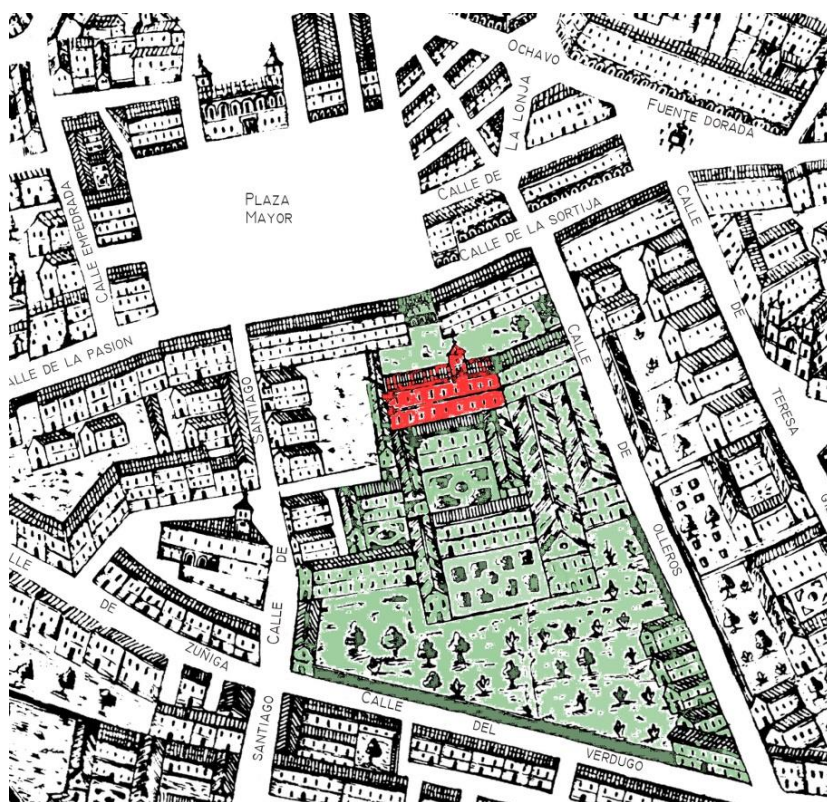 OCHAVO
LA LONJA
FUENTE DORADA
PLAZA
MAYOR
CALLE DE
CALLE DE LA SORTIJA
CALLE EMPEDRADA
CALLE
DE
TERESA
CALLE DE LA PASION
SANTIAGO
CALLE
DE
OLLEROS
DE
CALLE
DE
ZUÑIGA
CALLE
SANTIAGO
CALLE
DEL
VERDUGO